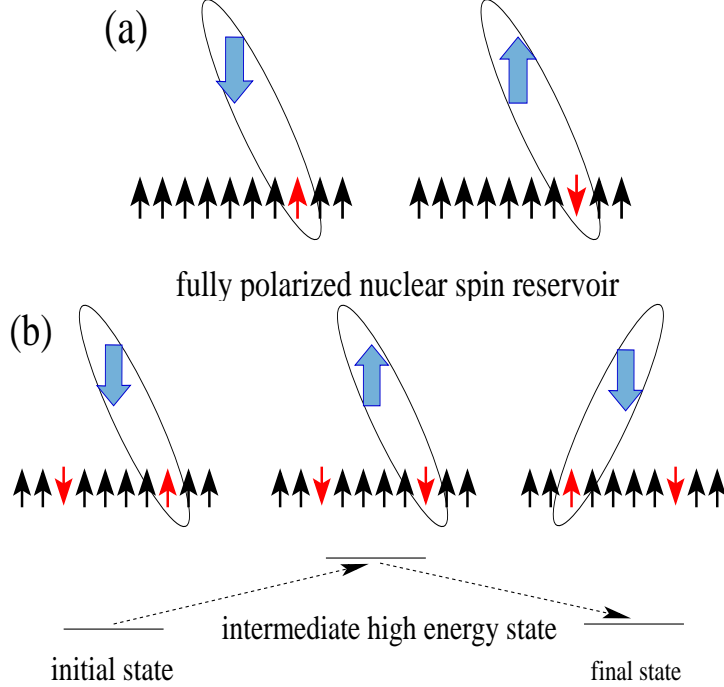 (a)
fully polarized nuclear spin reservoir
(b)
intermediate high energy state
initial state
final state